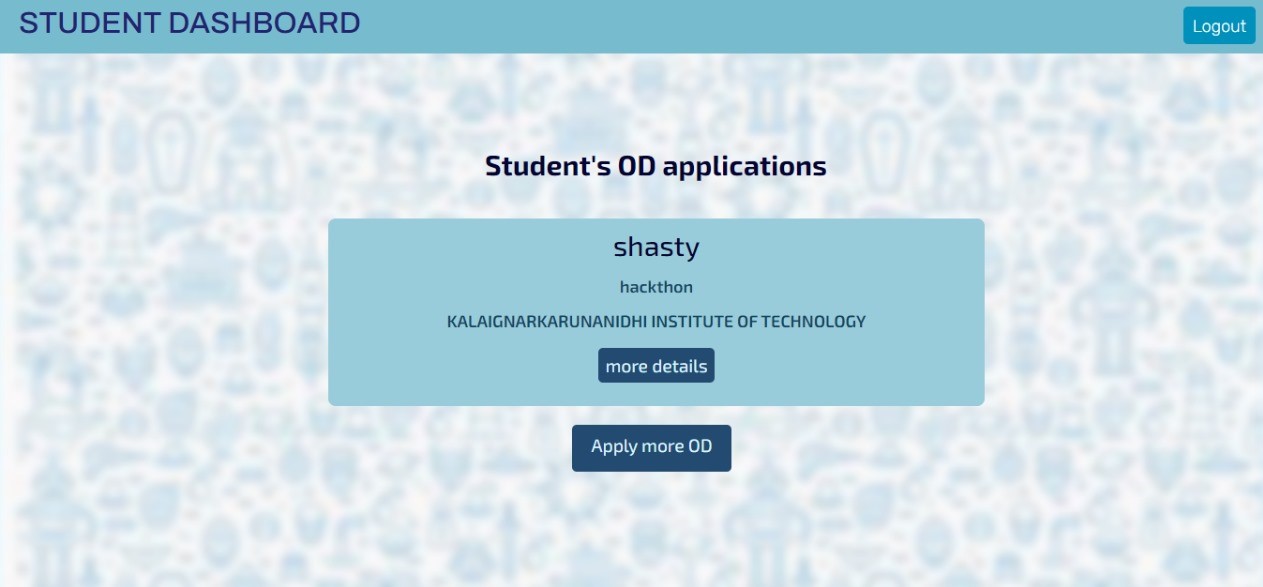 STUDENT DASHBOARD
Logout
Student's OD applications
shasty
hackthon
KALAIGNARKARUNANIDHI INSTITUTE OF TECHNOLOGY
more details
Apply more OD